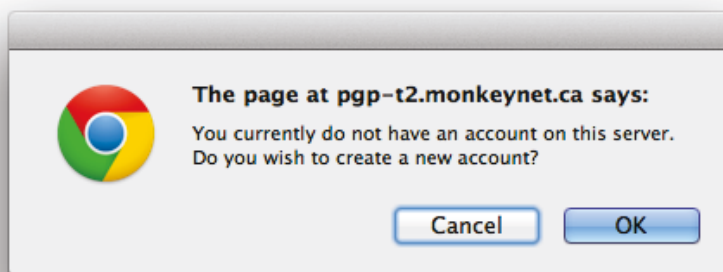 The page at pgp-t2.monkeynet.ca says:
You currently do not have an account on this server.
Do you wish to create a new account?
Cancel
OK